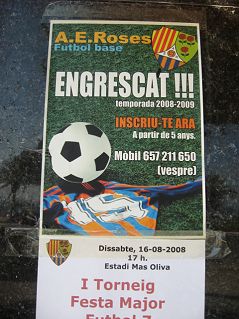 A.E.Roses
Futbol base
ENGRESCAT !!!
temporada 2008-2009
INSCRIU-TE ARA
A partir de 5 anys.
Mòbil 657 211 650
(vespre)
Dissabte, 16-08-2008
17 h.
Estadi Mas Oliva
I Torneig
Festa Major
Futbol 7